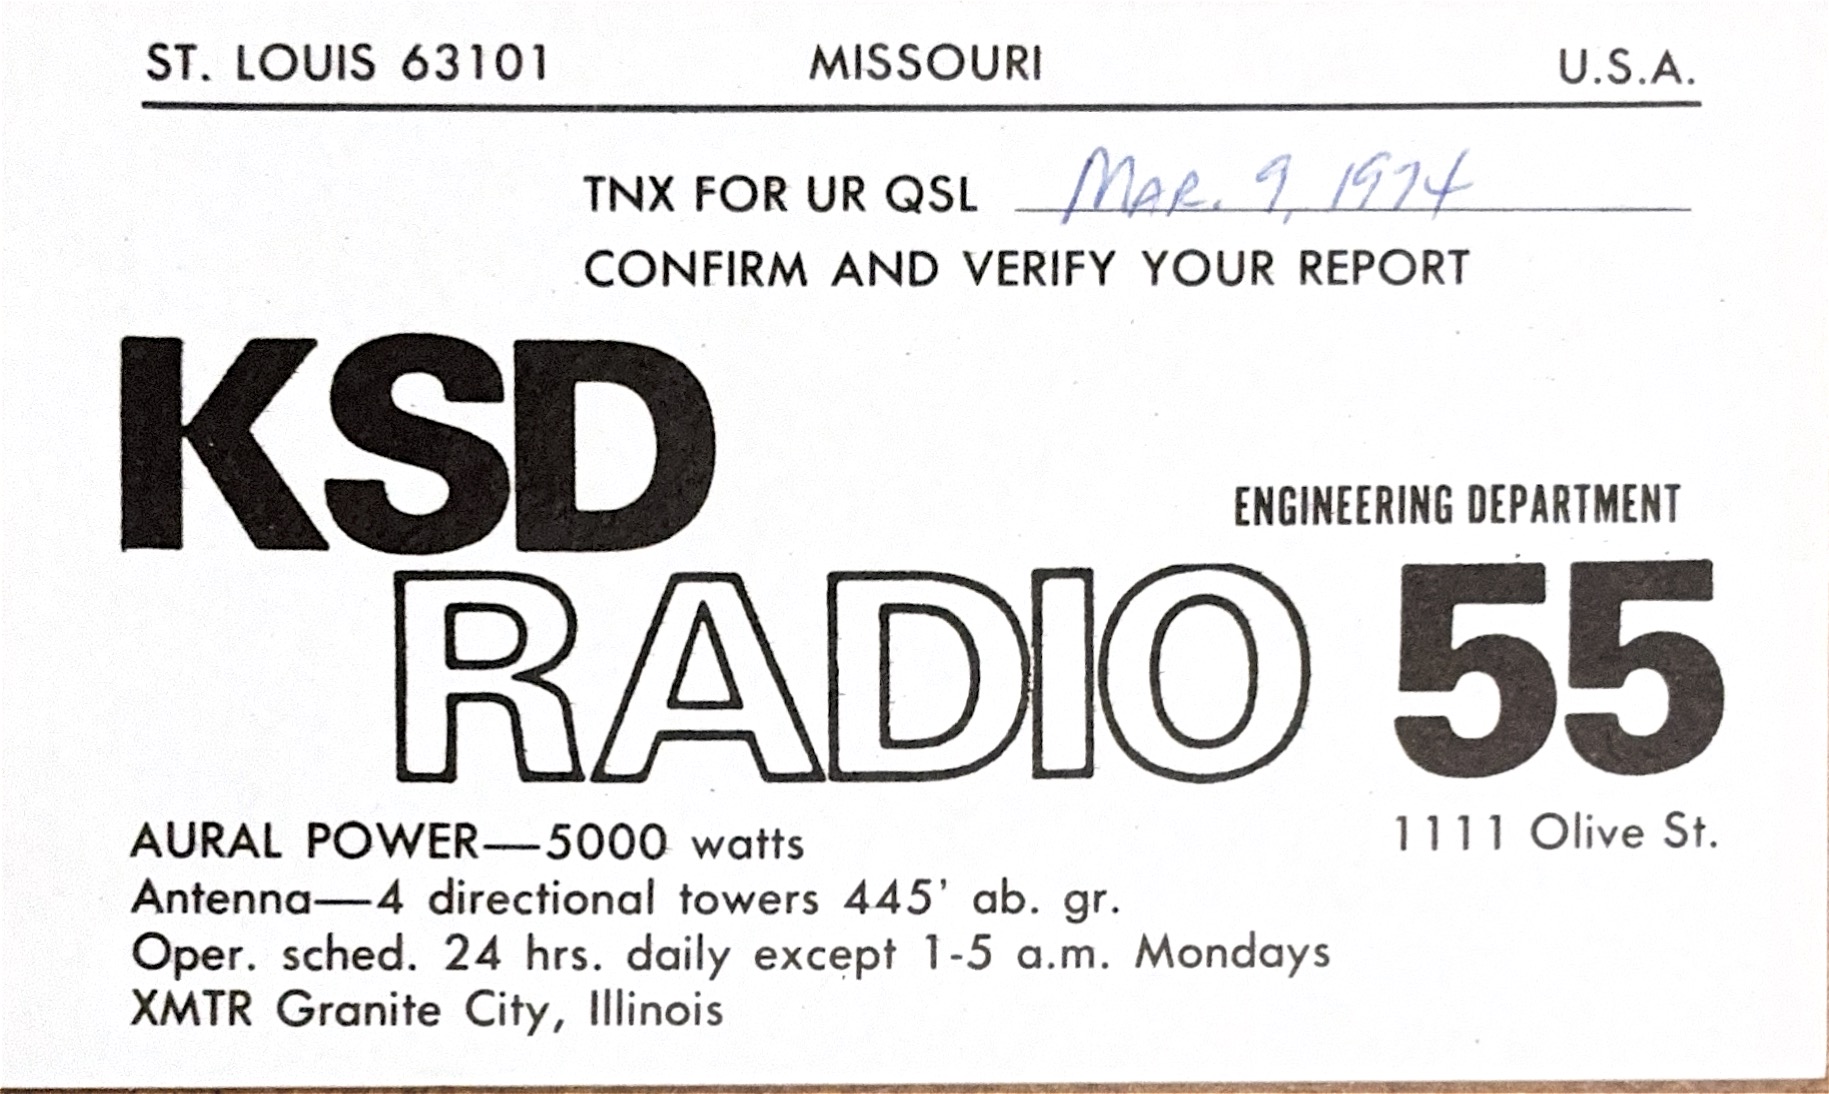 ST. LOUIS 63101 MISSOURI U.S.A.
TNX FOR UR QSL Mar. 9, 1974
CONFIRM AND VERIFY YOUR REPORT
KSD
ENGINEERING DEPARTMENT
RADIO 55
1111 Olive St.
AURAL POWER—5000 watts
Antenna—4 directional towers 445' ab. gr.
Oper. sched. 24 hrs. daily except 1-5 a.m. Mondays
XMTR Granite City, Illinois